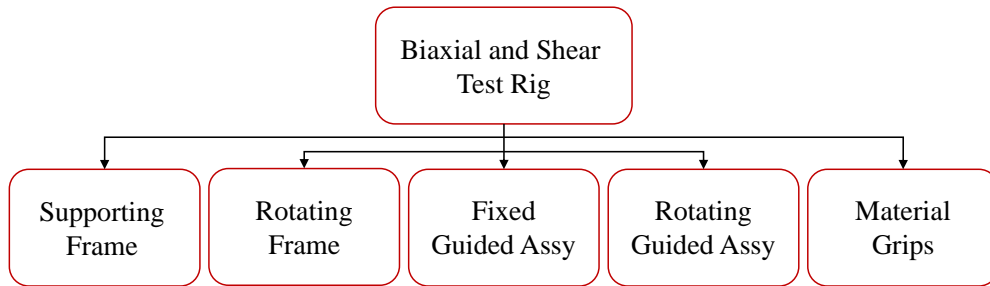 Biaxial and Shear
Test Rig
Supporting
Frame
Rotating
Frame
Fixed
Guided Assy
Rotating
Guided Assy
Material
Grips